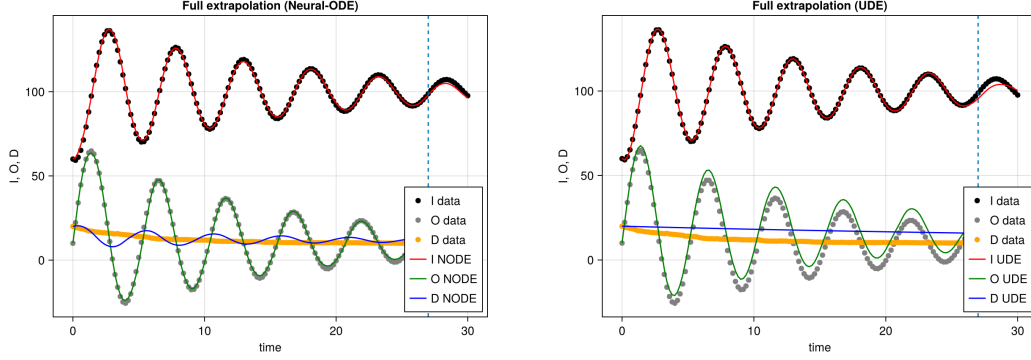 Full extrapolation (Neural-ODE)
I, O, D
100
50
0
0
10
20
30
time
I data
O data
D data
I NODE
O NODE
D NODE
Full extrapolation (UDE)
I, O, D
100
50
0
0
10
20
30
time
I data
O data
D data
I UDE
O UDE
D UDE